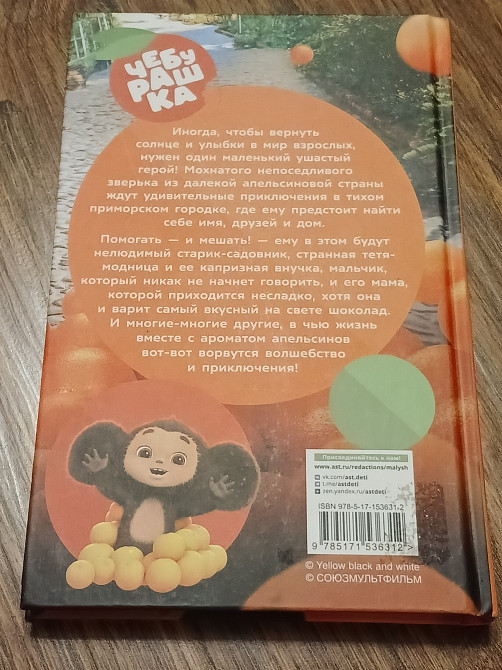 ЧЕБУ
РАШ
КА
Иногда, чтобы вернуть
солнце и улыбки в мир взрослых,
нужен один маленький ушастый
герой! Мохнатого непоседливого
зверька из далекой апельсиновой страны
ждут удивительные приключения в тихом
приморском городке, где ему предстоит найти
себе имя, друзей и дом.
Помогать — и мешать! — ему в этом будут
нелюдимый старик-садовник, странная тетя-
модница и ее капризная внучка, мальчик,
который никак не начнет говорить, и его мама,
которой приходится несладко, хотя она
и варит самый вкусный на свете шоколад.
И многие-многие другие, в чью жизнь
вместе с ароматом апельсинов
вот-вот ворвутся волшебство
и приключения!
Присоединяйтесь к нам!
www.ast.ru/redactions/malysh
vk.com/ast.deti
t.me/astdeti
zen.yandex.ru/astdeti
ISBN 978-5-17-153631-2
9 785171 536312 >
© Yellow black and white
© СОЮЗМУЛЬТФИЛЬМ